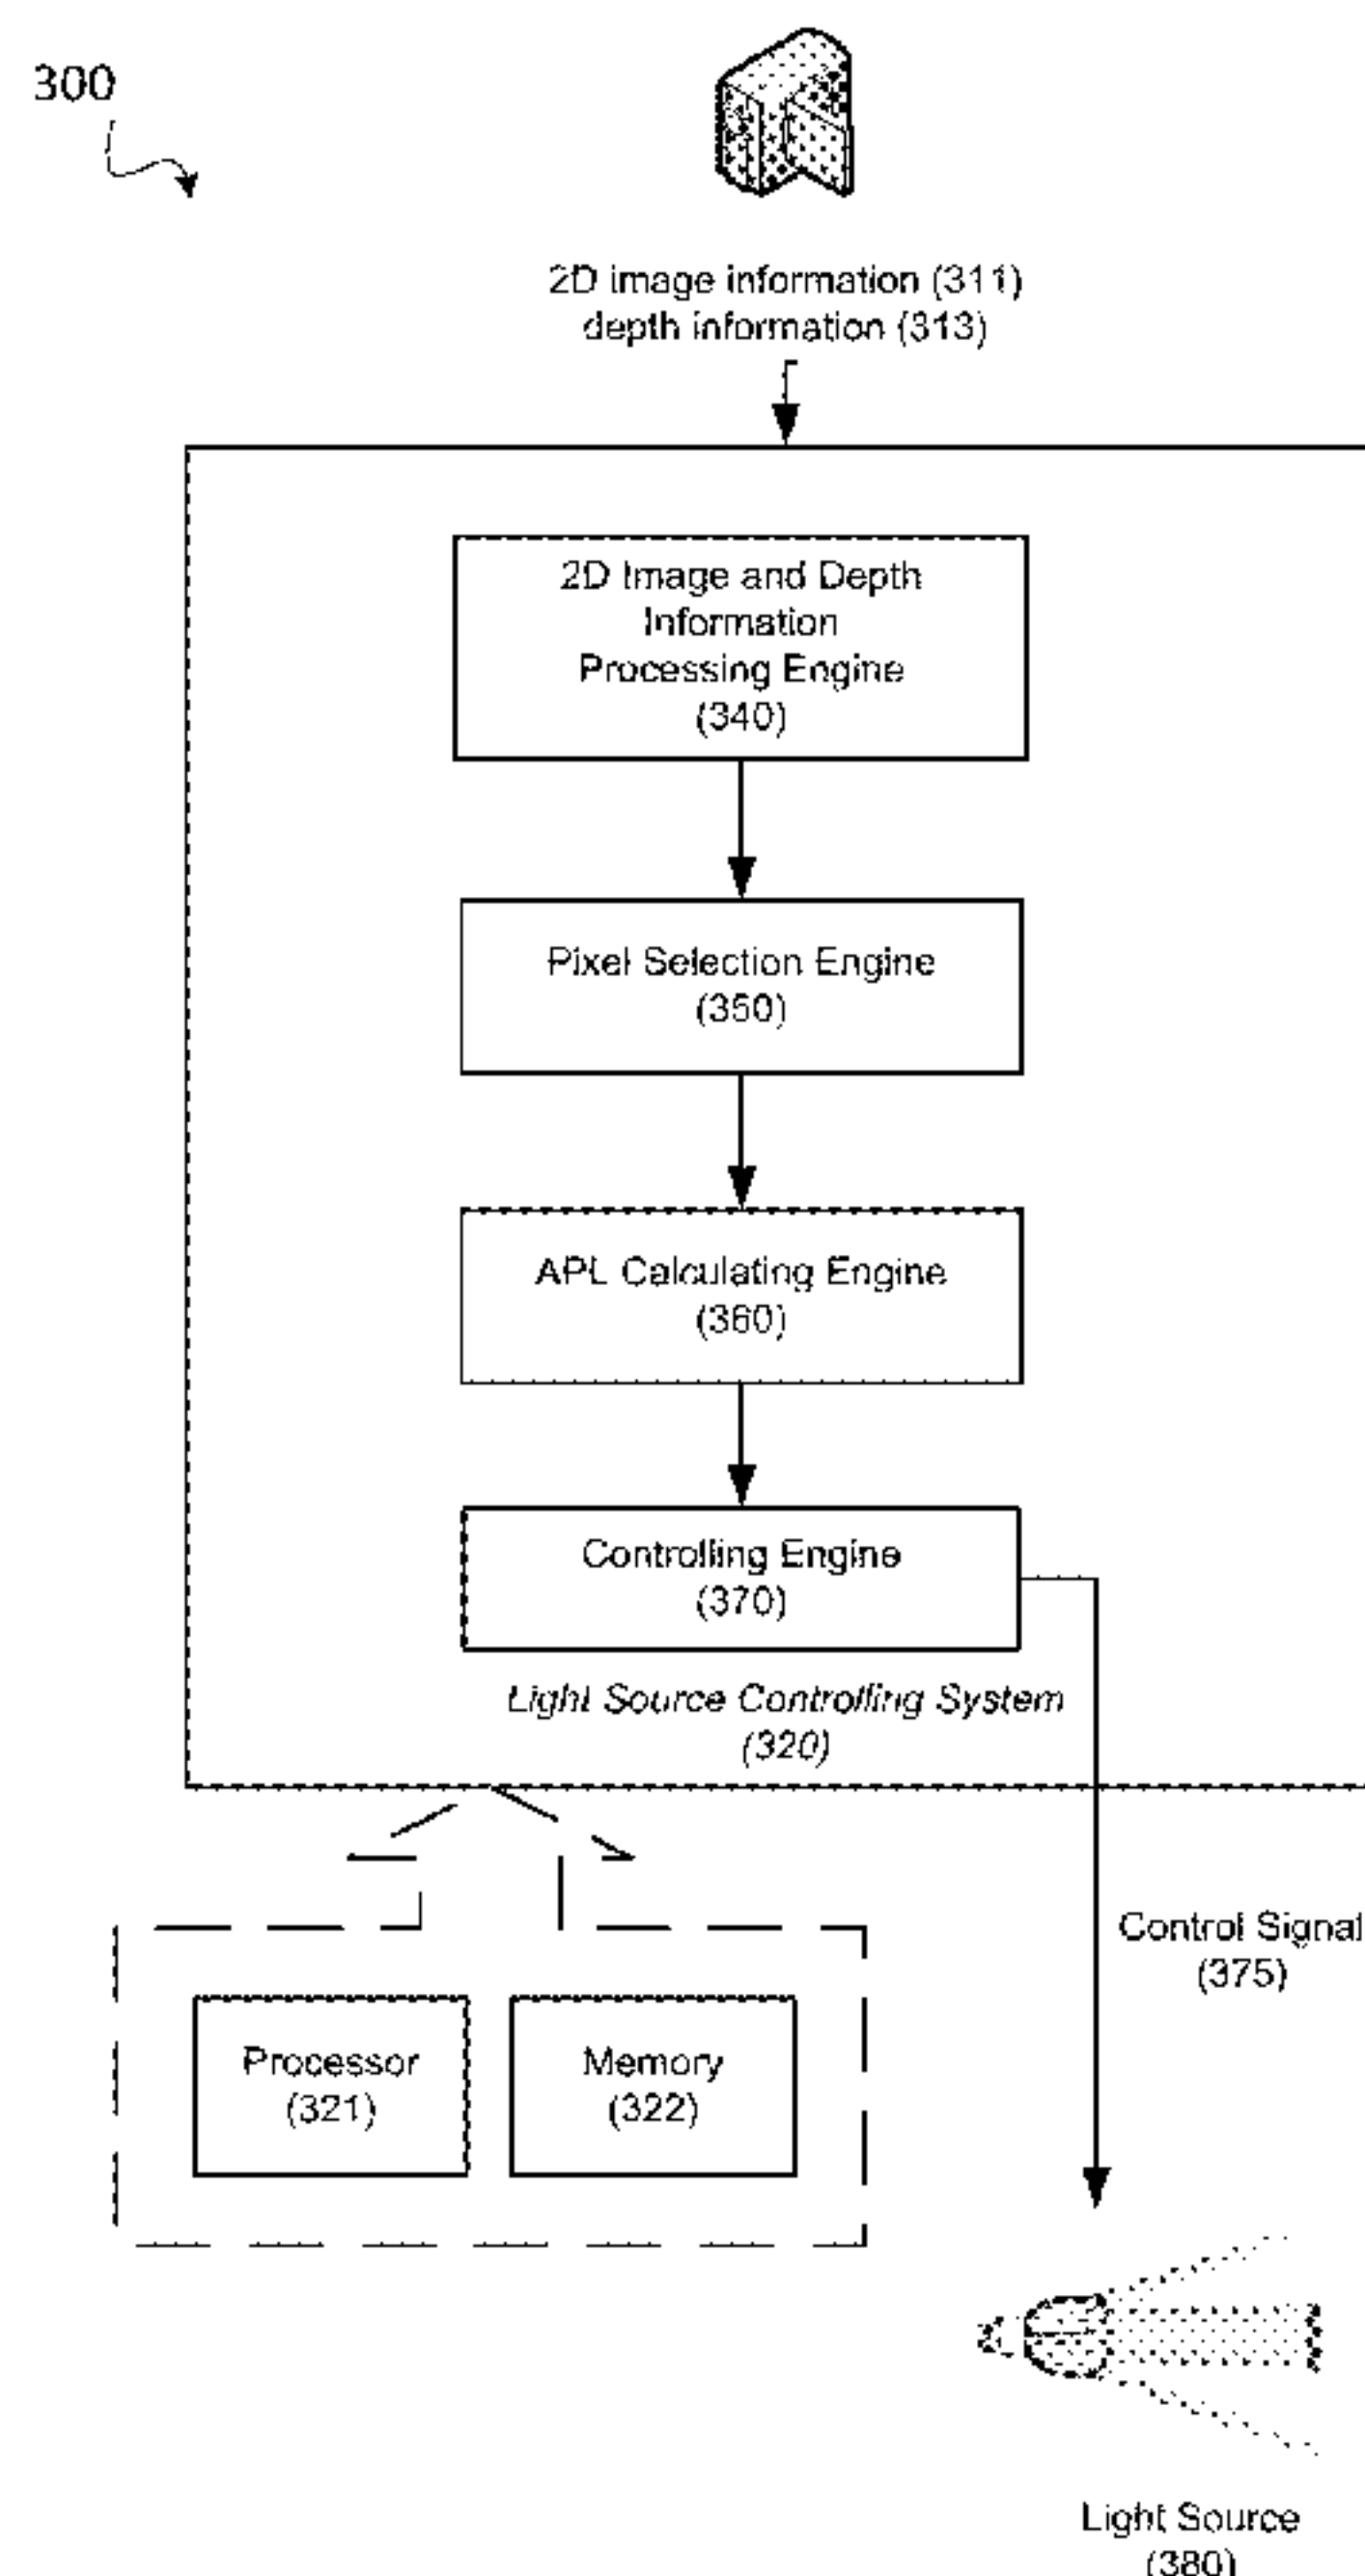 300
2D image information (311)
depth information (313)
2D Image and Depth
Information
Processing Engine
(340)
Pixel Selection Engine
(350)
APL Calculating Engine
(360)
Controlling Engine
(370)
Light Source Controlling System
(320)
Control Signal
(375)
Processor
(321)
Memory
(322)
Light Source
(380)